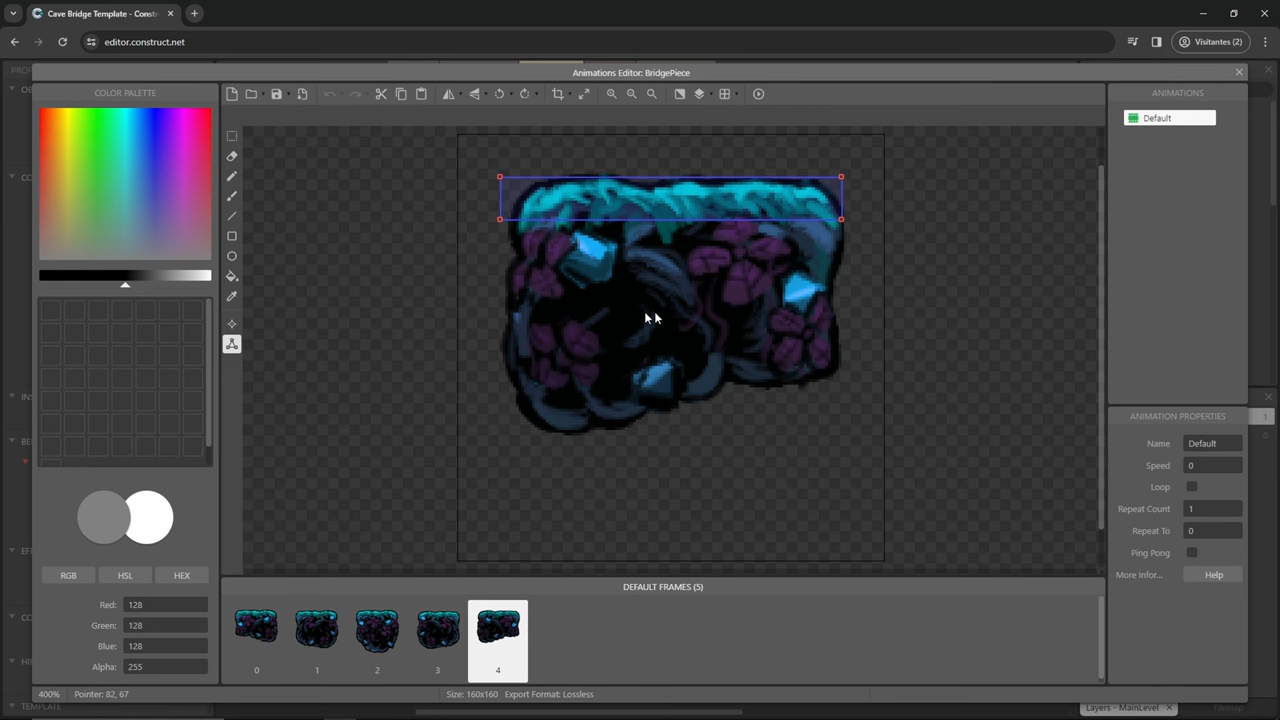 Cave Bridge Template - Const
editor.construct.net
Visitantes (2)
Animations Editor: BridgePiece
COLOR PALETTE
ANIMATIONS
Default
ANIMATION PROPERTIES
Name Default
Speed 0
Loop
Repeat Count 1
Repeat To 0
Ping Pong
More Infor... Help
RGB HSL HEX
Red: 128
Green: 128
Blue: 128
Alpha: 255
DEFAULT FRAMES (5)
0 1 2 3 4
400% Pointer: 82, 67 Size: 160x160 Export Format: Lossless
TEMPLATE
Layers - MainLevel
Tilemap